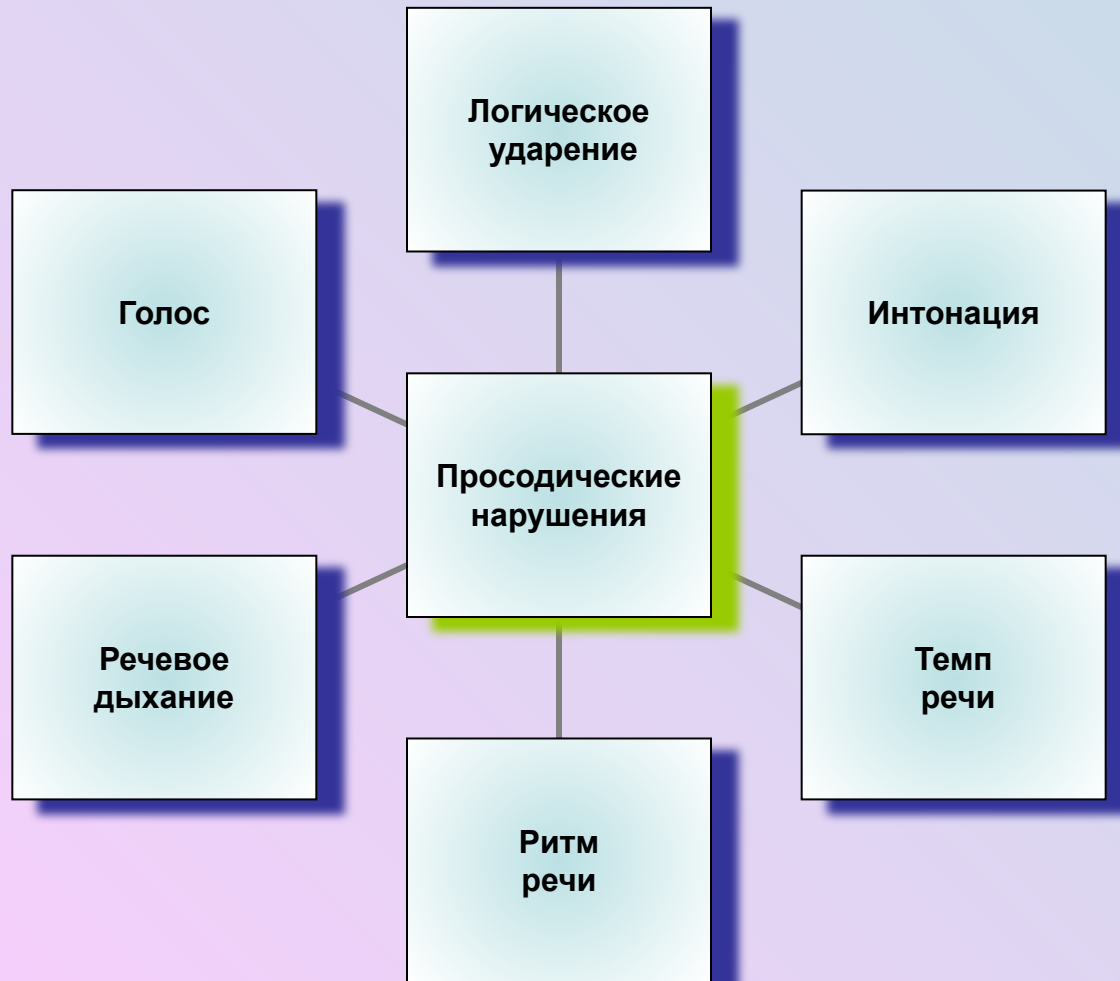 Логическое
ударение
Голос
Интонация
Просодические
нарушения
Речевое
дыхание
Темп
речи
Ритм
речи